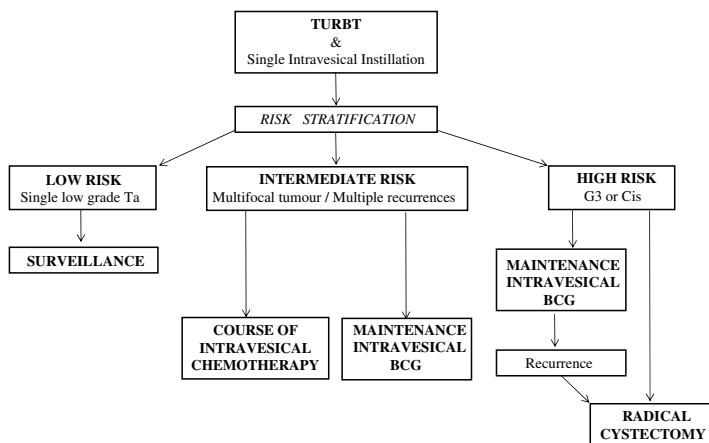 TURBT
&
Single Intravesical Instillation
RISK STRATIFICATION
LOW RISK
Single low grade Ta
INTERMEDIATE RISK
Multifocal tumour / Multiple recurrences
HIGH RISK
G3 or Cis
SURVEILLANCE
MAINTENANCE
INTRAVESICAL
BCG
COURSE OF
INTRAVESICAL
CHEMOTHERAPY
MAINTENANCE
INTRAVESICAL
BCG
Recurrence
RADICAL
CYSTECTOMY